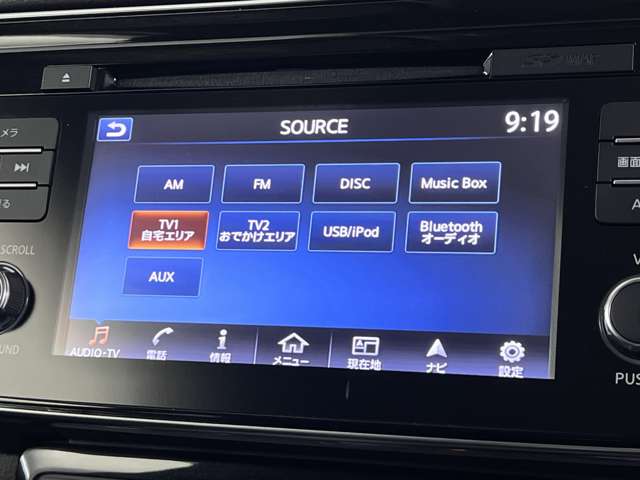 SOURCE
9:19
AM
FM
DISC
Music Box
TV1
自宅エリア
TV2
おでかけエリア
USB/iPod
Bluetooth
オーディオ
AUX
AUDIO・TV
電話
情報
メニュー
現在地
ナビ
設定
SCROLL
メラ
画面
SD
PUS